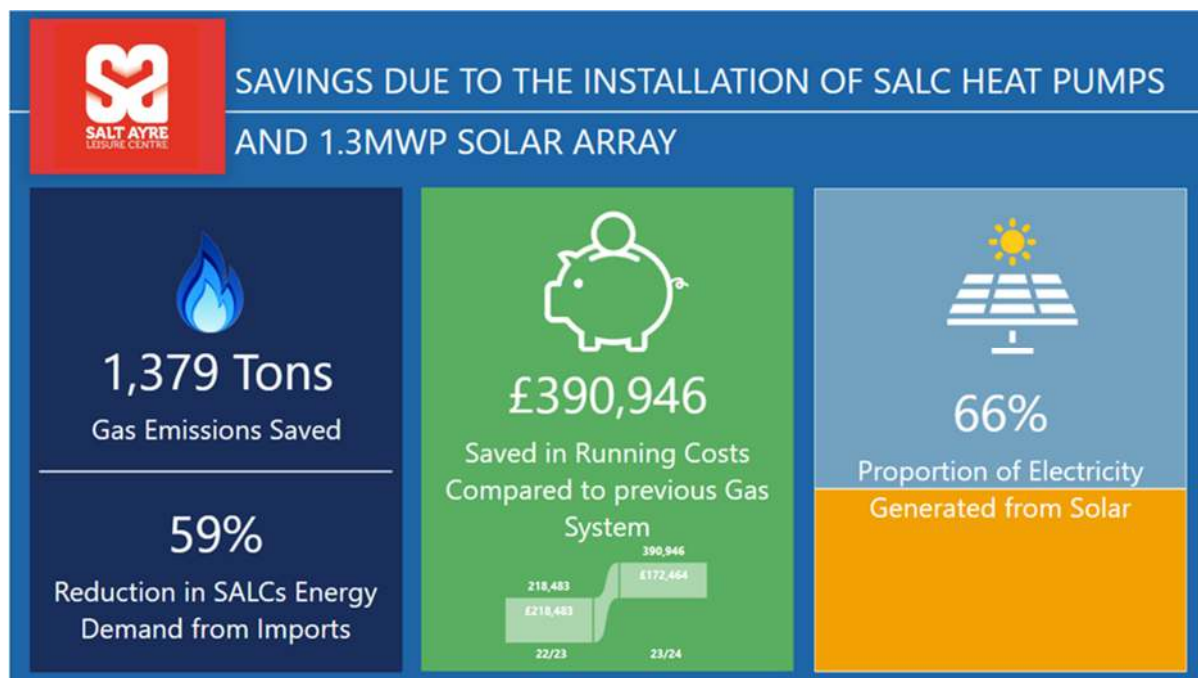 SALT AYRE
LEISURE CENTRE
SAVINGS DUE TO THE INSTALLATION OF SALC HEAT PUMPS
AND 1.3MWP SOLAR ARRAY
1,379 Tons
Gas Emissions Saved
59%
Reduction in SALCs Energy
Demand from Imports
£390,946
Saved in Running Costs
Compared to previous Gas
System
390,946
218,483
£172,464
£218,483
22/23
23/24
66%
Proportion of Electricity
Generated from Solar